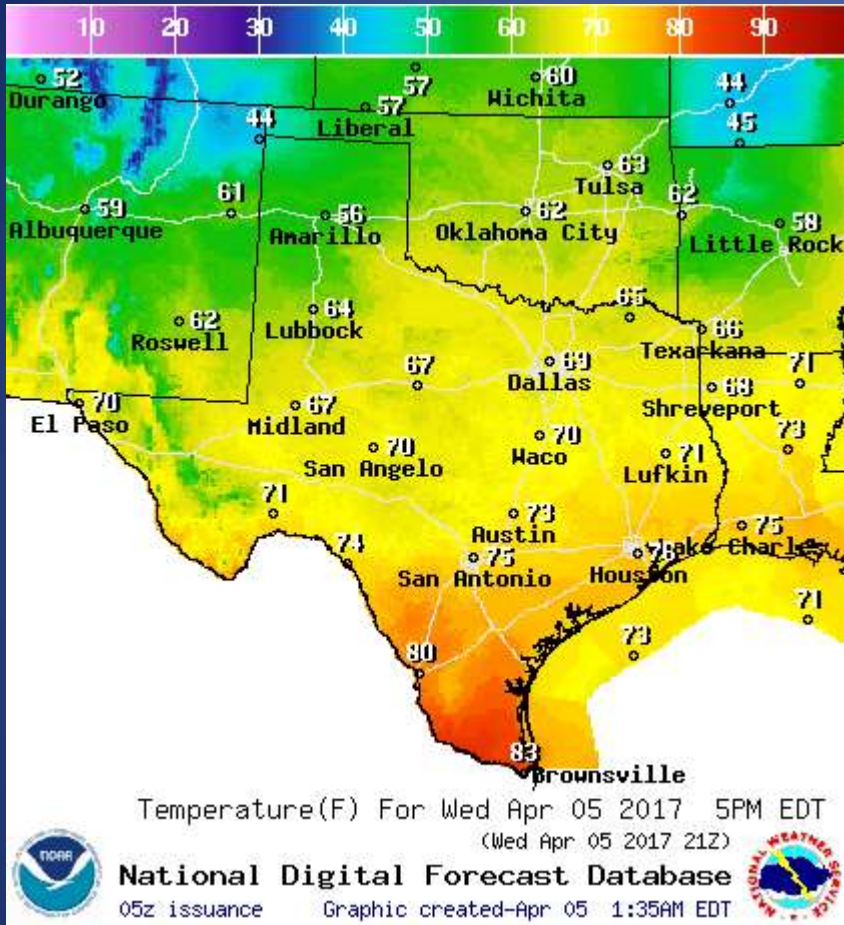 10 20 30 40 50 60 70 80 90
52
Durango
57
60
Wichita
44
57
Liberal
44
45
63
Tulsa
59
Albuquerque
61
56
Amarillo
62
Oklahoma City
62
58
Little Rock
62
Roswell
64
Lubbock
65
66
Texarkana
67
69
Dallas
71
68
Shreveport
70
El Paso
67
Midland
70
San Angelo
70
Waco
71
Lufkin
73
71
73
Austin
75
Lake Charles
74
75
San Antonio
76
Houston
71
73
80
83
Brownsville
Temperature(F) For Wed Apr 05 2017 5PM EDT
(Wed Apr 05 2017 21Z)
National Digital Forecast Database
05z issuance Graphic created-Apr 05 1:35AM EDT
NOAA
NATIONAL WEATHER SERVICE